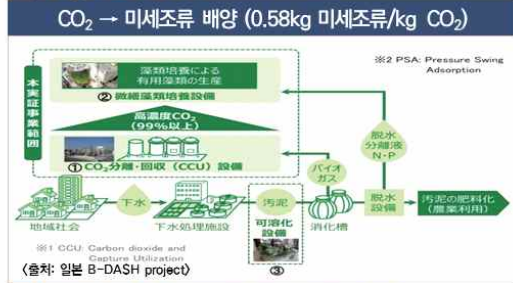 CO₂ → 미세조류 배양 (0.58kg 미세조류/kg CO₂)
※2 PSA: Pressure Swing
Adsorption
本実証事業範囲
藻類培養による
有用藻類の生産
② 微細藻類培養設備
高濃度CO₂
(99%以上)
① CO₂分離・回収 (CCU) 設備
脱水
分離液
N・P
バイオ
ガス
地域社会
下水
下水処理施設
汚泥
可溶化
設備
消化槽
脱水
設備
汚泥の肥料化
(農業利用)
※1 CCU: Carbon dioxide and
Capture Utilization
③
〈출처: 일본 B-DASH project〉